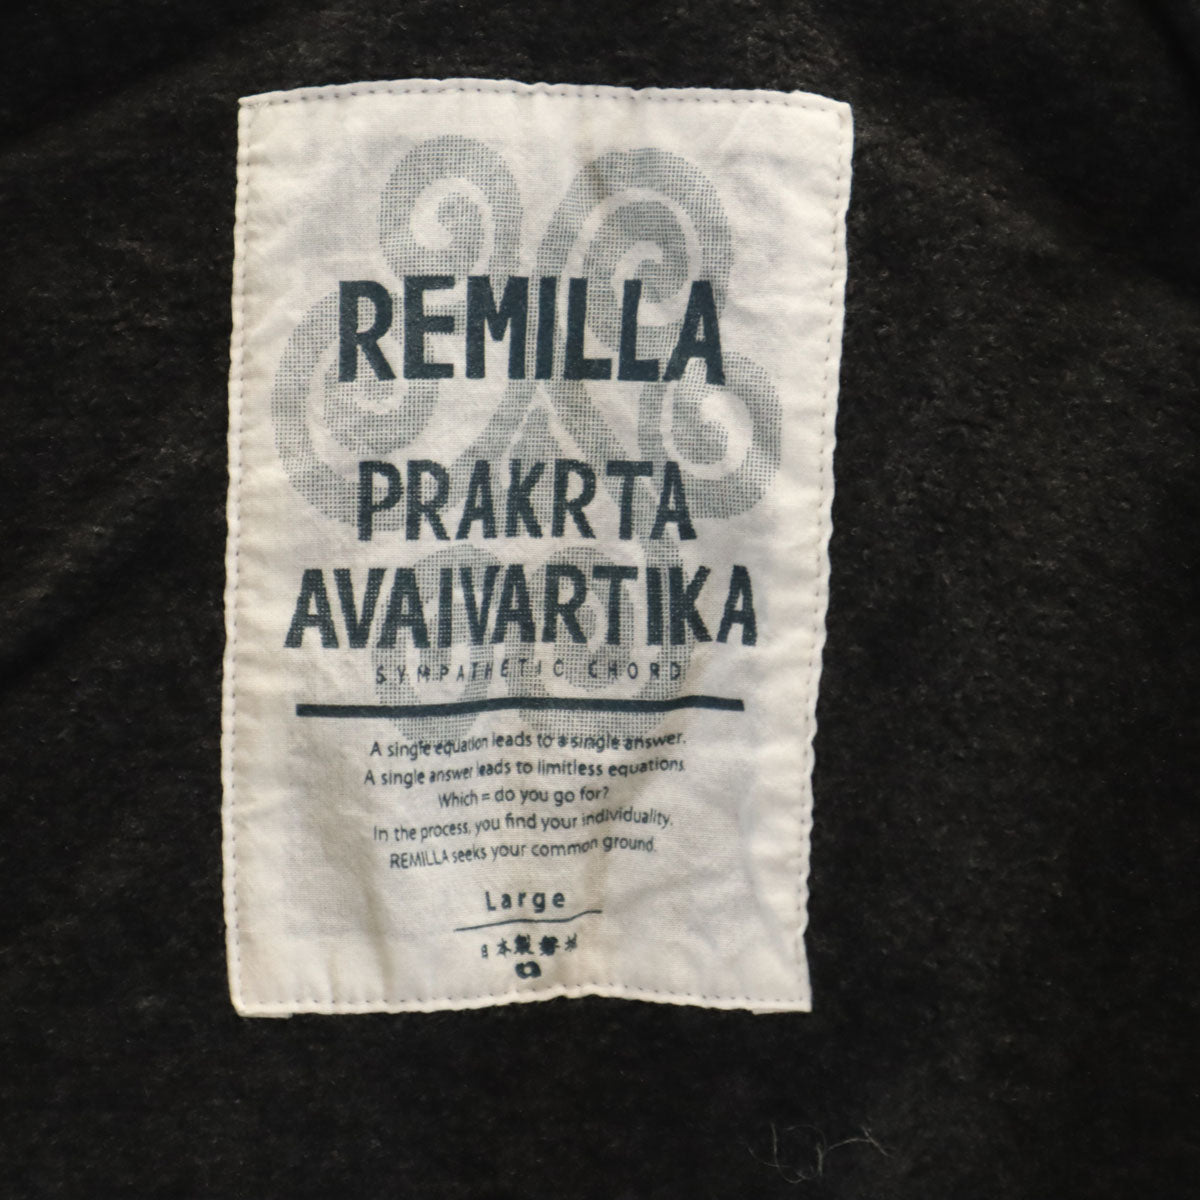 REMILLA
PRAKRTA
AVAIVARTIKA
SYMPATHETIC CHORD
A single equation leads to a single answer.
A single answer leads to limitless equations.
Which = do you go for?
In the process, you find your individuality.
REMILLA seeks your common ground.
Large
日本製